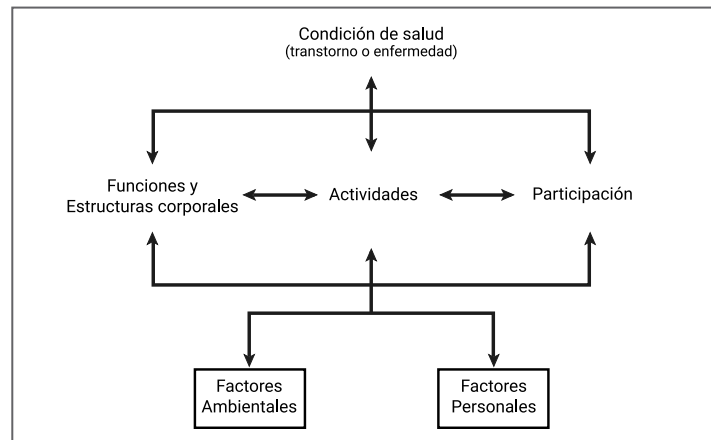 Condición de salud
(transtorno o enfermedad)
Funciones y
Estructuras corporales
Actividades
Participación
Factores
Ambientales
Factores
Personales